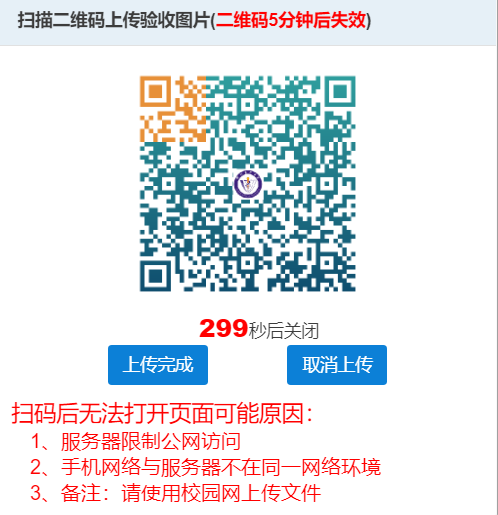 扫描二维码上传验收图片(二维码5分钟后失效)
299秒后关闭
上传完成
取消上传
扫码后无法打开页面可能原因：
1、服务器限制公网访问
2、手机网络与服务器不在同一网络环境
3、备注：请使用校园网上传文件